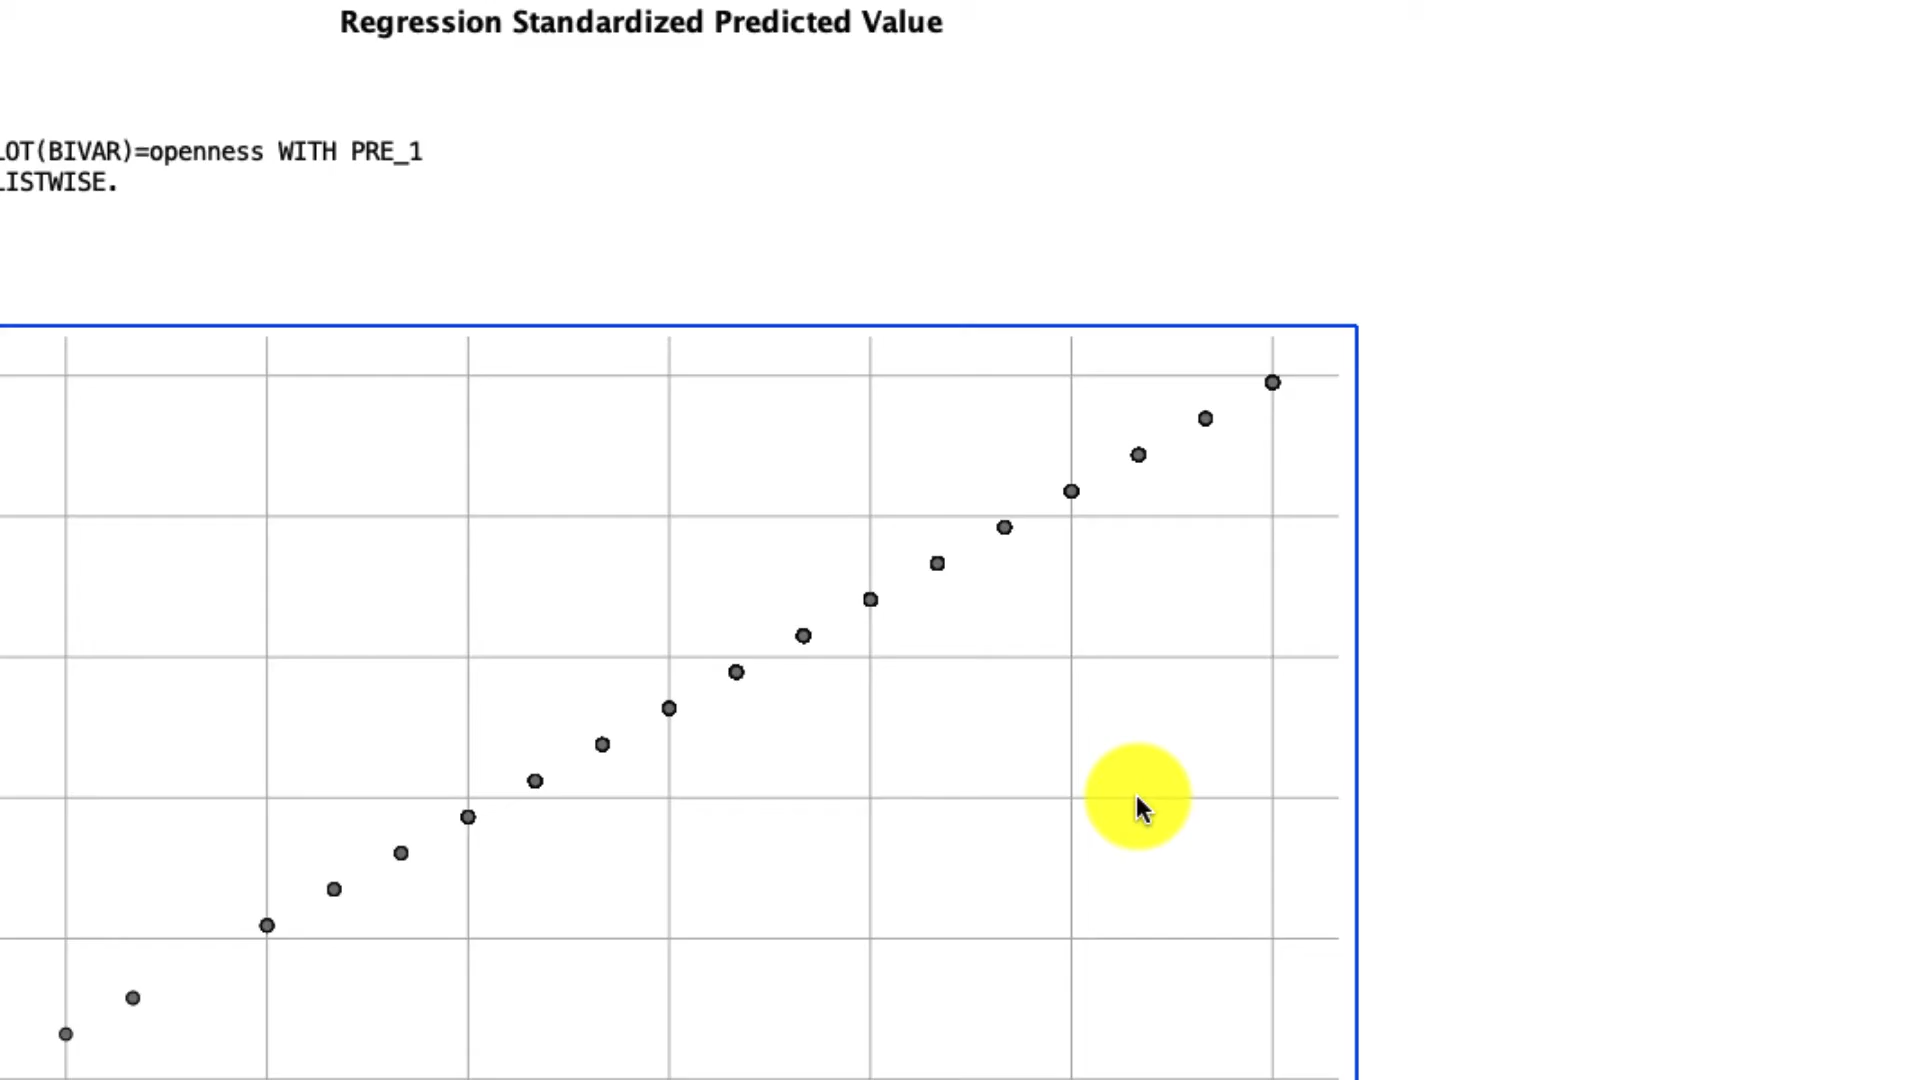 Regression Standardized Predicted Value
LOT(BIVAR)=openness WITH PRE_1
LISTWISE.